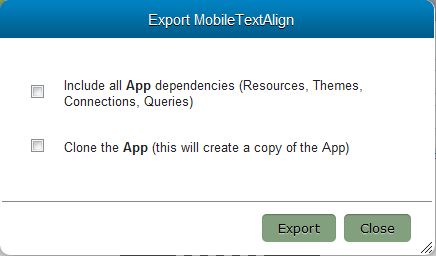 Export MobileTextAlign
Include all App dependencies (Resources, Themes,
Connections, Queries)
Clone the App (this will create a copy of the App)
Export
Close